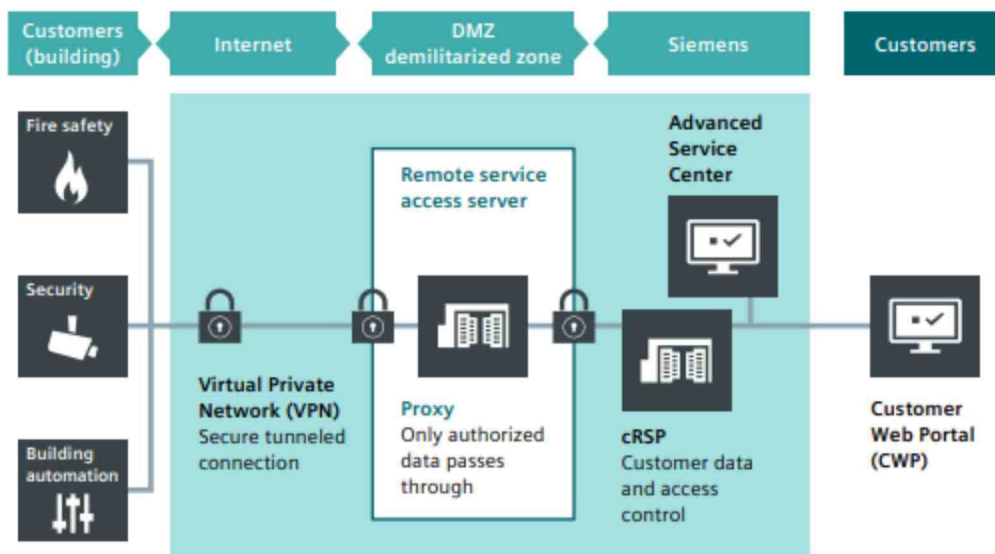 Customers
(building)
Internet
DMZ
demilitarized zone
Siemens
Customers
Fire safety
Security
Building
automation
Virtual Private
Network (VPN)
Secure tunneled
connection
Remote service
access server
Proxy
Only authorized
data passes
through
Advanced
Service
Center
cRSP
Customer data
and access
control
Customer
Web Portal
(CWP)